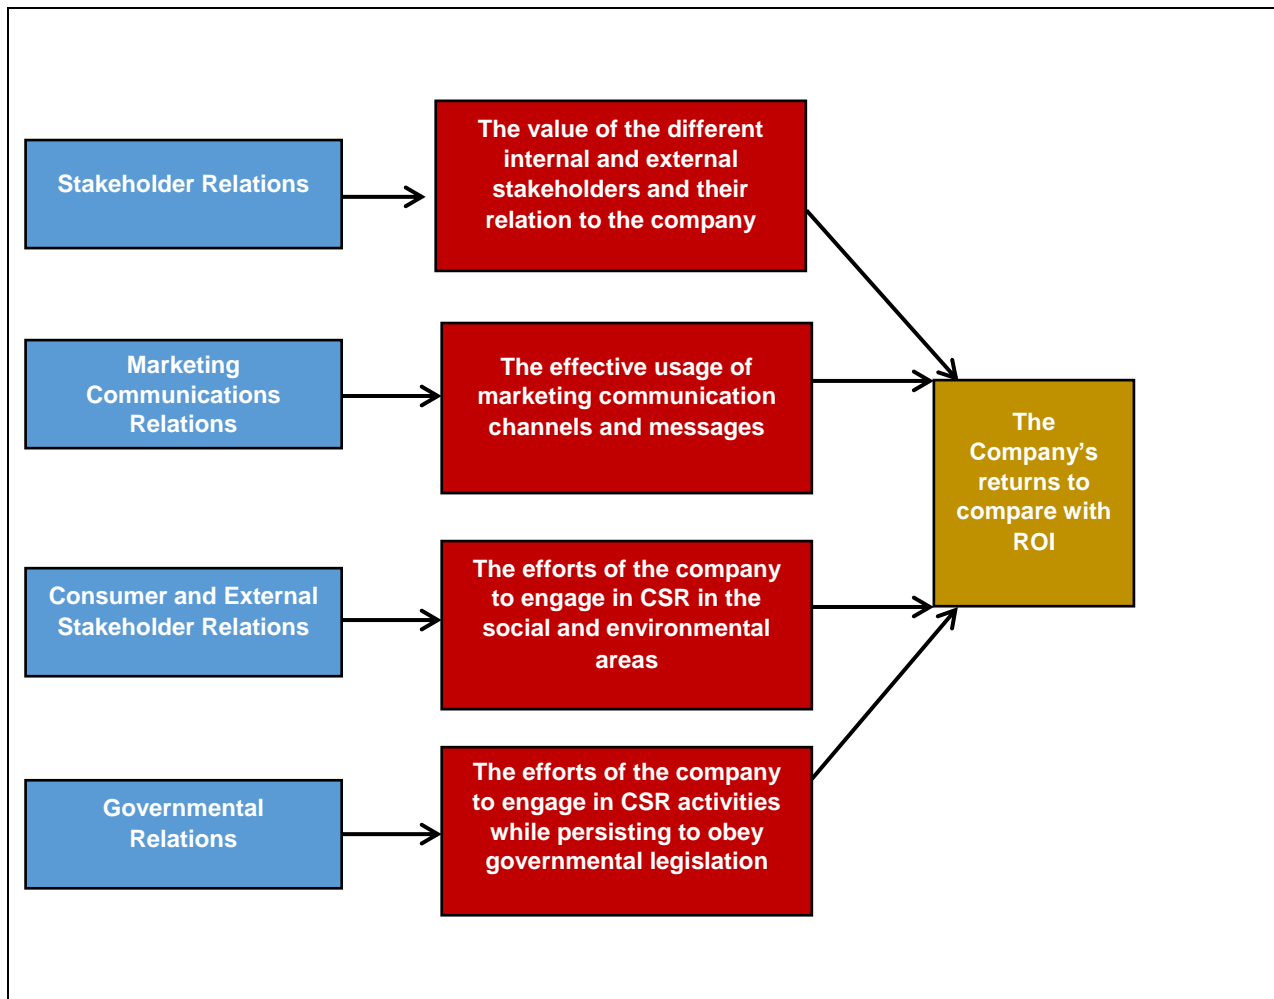 Stakeholder Relations
The value of the different
internal and external
stakeholders and their
relation to the company
Marketing
Communications
Relations
The effective usage of
marketing communication
channels and messages
Consumer and External
Stakeholder Relations
The efforts of the company
to engage in CSR in the
social and environmental
areas
Governmental
Relations
The efforts of the company
to engage in CSR activities
while persisting to obey
governmental legislation
The
Company’s
returns to
compare with
ROI